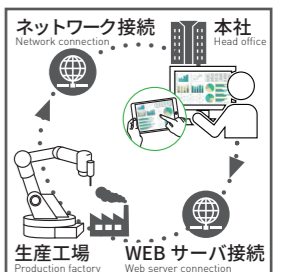 ネットワーク接続
Network connection
本社
Head office
生産工場
Production factory
WEB サーバ接続
Web server connection